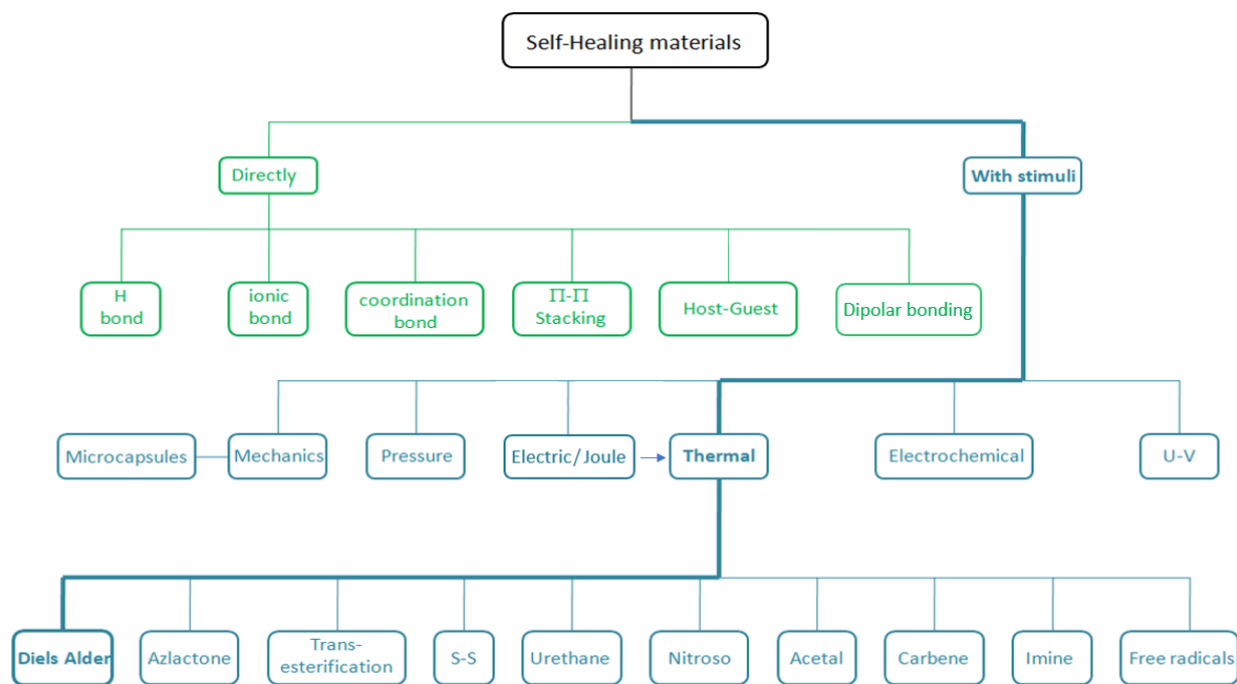 Self-Healing materials
Directly
With stimuli
H
bond
ionic
bond
coordination
bond
Π-Π
Stacking
Host-Guest
Dipolar bonding
Microcapsules
Mechanics
Pressure
Electric/Joule
Thermal
Electrochemical
U-V
Diels Alder
Azlactone
Trans-
esterification
S-S
Urethane
Nitroso
Acetal
Carbene
Imine
Free radicals